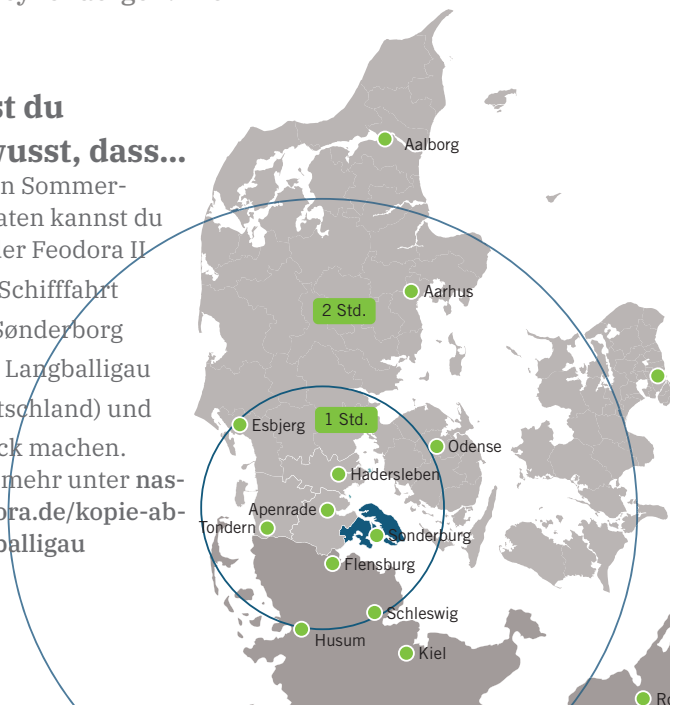 st du
vusst, dass...
n Sommer-
aten kannst du
er Feodora II
Schifffahrt
Sønderborg
Langballigau
tschland) und
ck machen.
mehr unter nas-
ora.de/kopie-ab-
balligau
Aalborg
Aarhus
2 Std.
1 Std.
Esbjerg
Odense
Hadersleben
Apenrade
Tondern
Sonderburg
Flensburg
Schleswig
Husum
Kiel